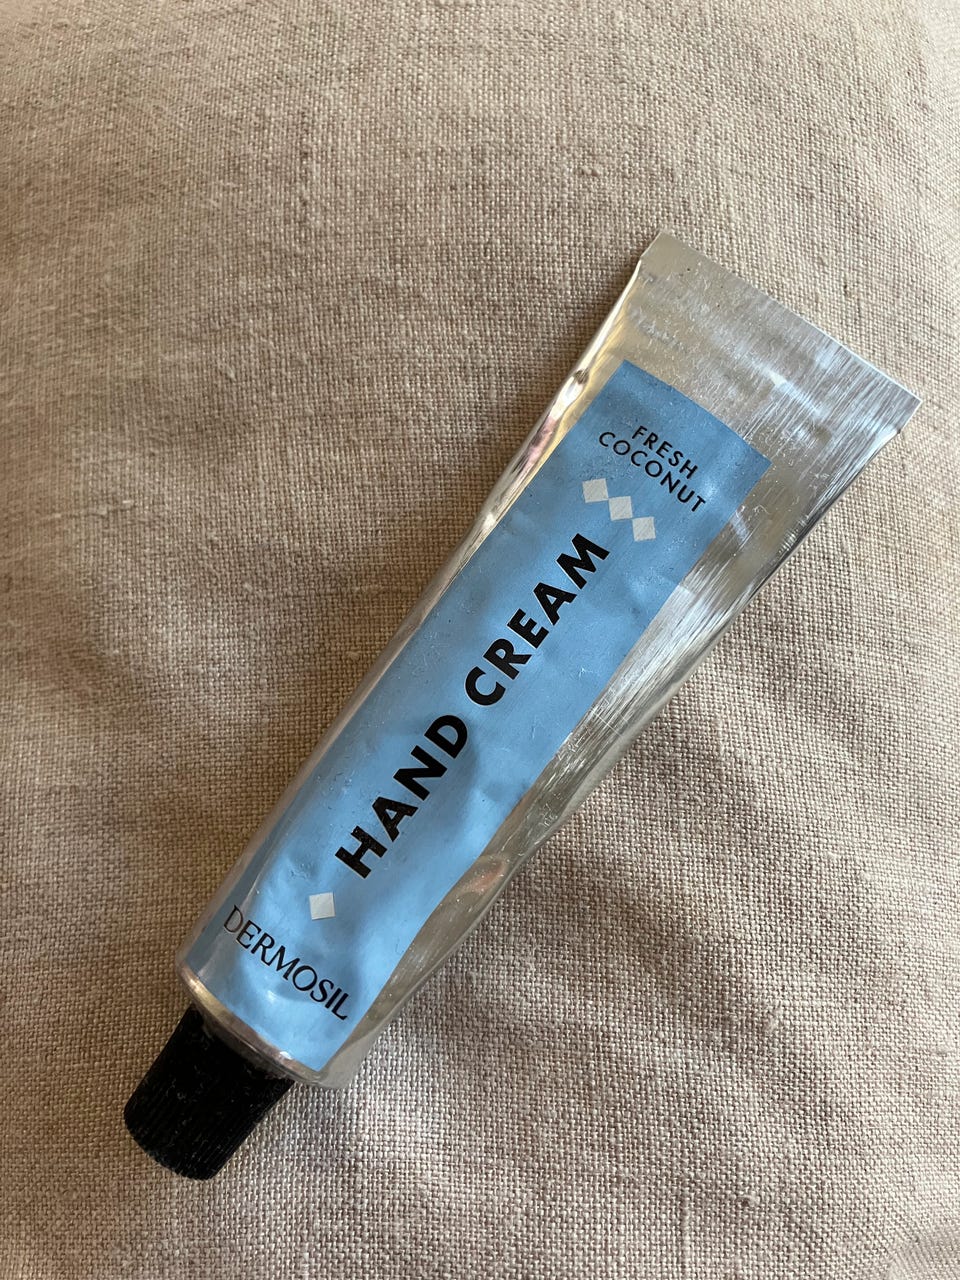 FRESH
COCONUT
HAND CREAM
DERMOSIL